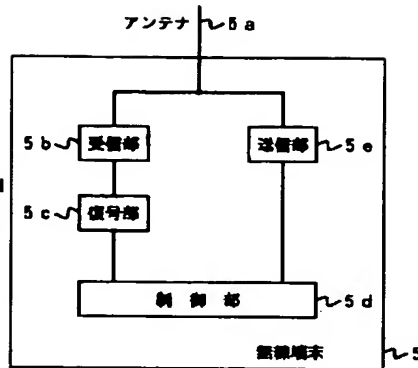 アンテナ 5a
5b 受信部
送信部 5e
5c 復号部
制御部 5d
無線端末 5